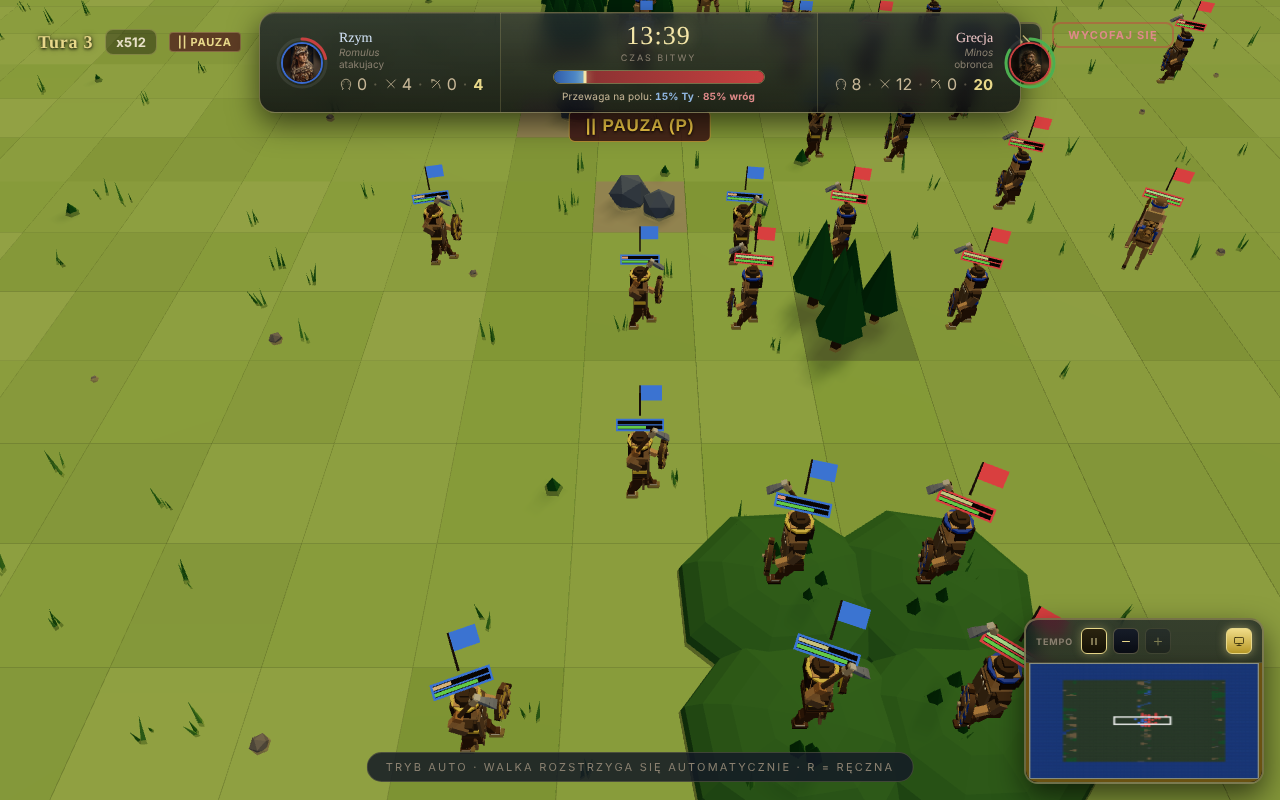 Tura 3
x512
|| PAUZA
Rzym
Romulus
atakujacy
0 · 4 · 0 · 4
13:39
CZAS BITWY
Przewaga na polu: 15% Ty · 85% wróg
Grecja
Minos
obronca
8 · 12 · 0 · 20
WYCOFAJ SIĘ
|| PAUZA (P)
TEMPO
TRYB AUTO · WALKA ROZSTRZYGA SIĘ AUTOMATYCZNIE · R = RĘCZNA